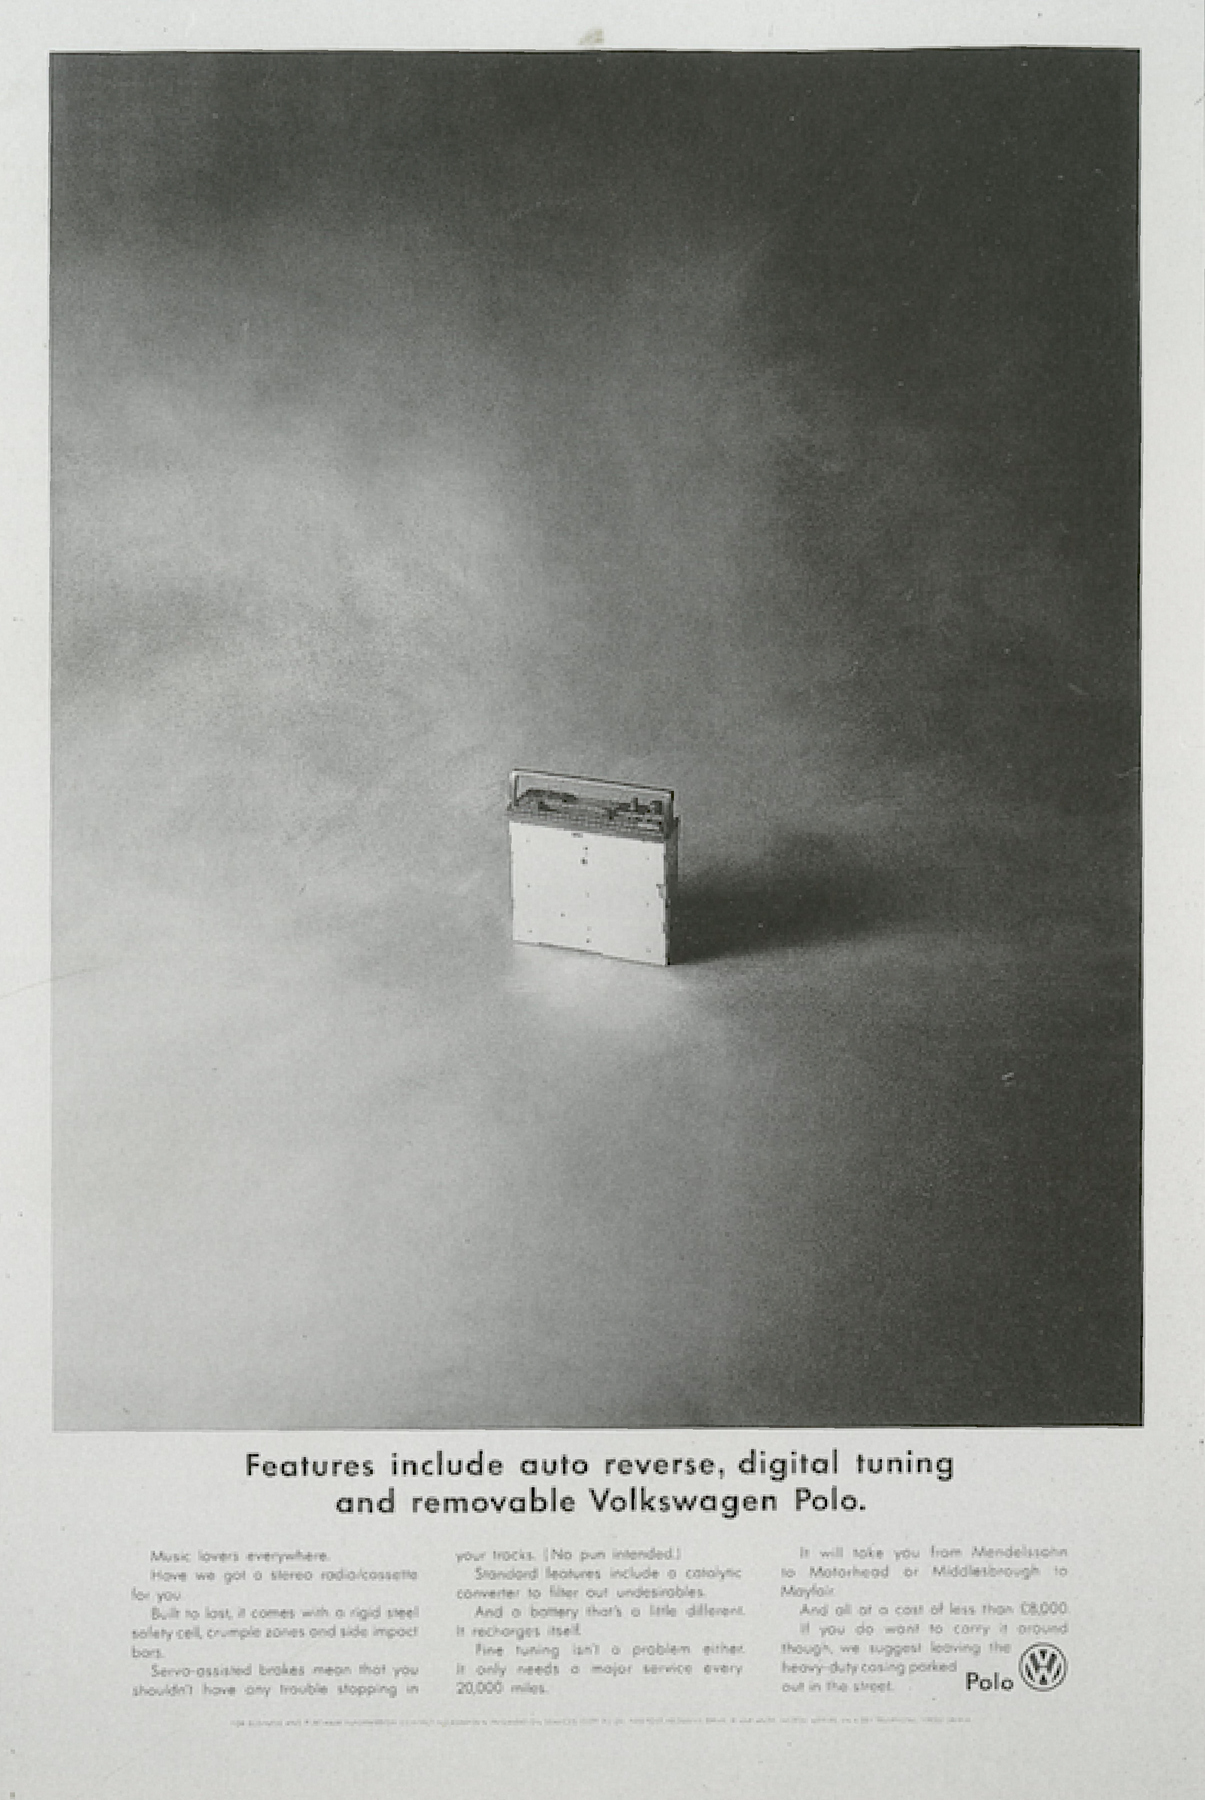 Features include auto reverse, digital tuning
and removable Volkswagen Polo.
Music lovers everywhere.
Have we got a stereo radio/cassette
for you.
Built to last, it comes with a rigid steel
safety cell, crumple zones and side impact
bars.
Servo-assisted brakes mean that you
shouldn't have any trouble stopping in
your tracks. (No pun intended.)
Standard features include a catalytic
converter to filter out undesirables.
And a battery that's a little different.
It recharges itself.
Fine tuning isn't a problem either.
It only needs a major service every
20,000 miles.
It will take you from Mendelssohn
to Motorhead or Middlesbrough to
Mayfair.
And all at a cost of less than £8,000.
If you do want to carry it around
though, we suggest leaving the
heavy-duty casing parked
out in the street.
Polo